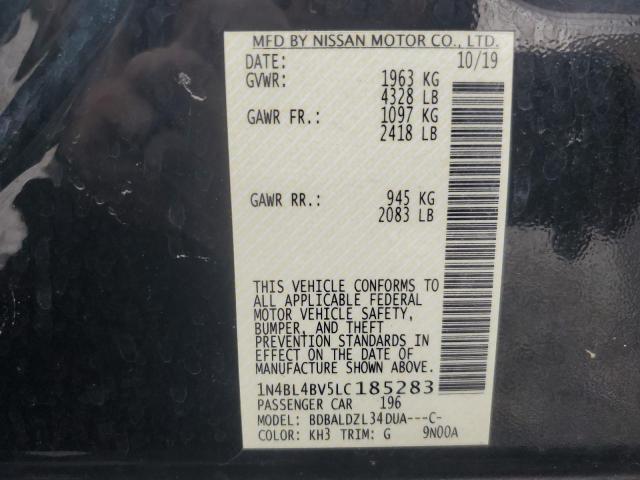 MFD BY NISSAN MOTOR CO., LTD.
DATE: 10/19
GVWR: 1963 KG
4328 LB
GAWR FR.: 1097 KG
2418 LB
GAWR RR.: 945 KG
2083 LB
THIS VEHICLE CONFORMS TO
ALL APPLICABLE FEDERAL
MOTOR VEHICLE SAFETY,
BUMPER, AND THEFT
PREVENTION STANDARDS IN
EFFECT ON THE DATE OF
MANUFACTURE SHOWN ABOVE.
1N4BL4BV5LC185283
PASSENGER CAR 196
MODEL: BDBALDZL34DUA---C-
COLOR: KH3 TRIM: G 9N00A